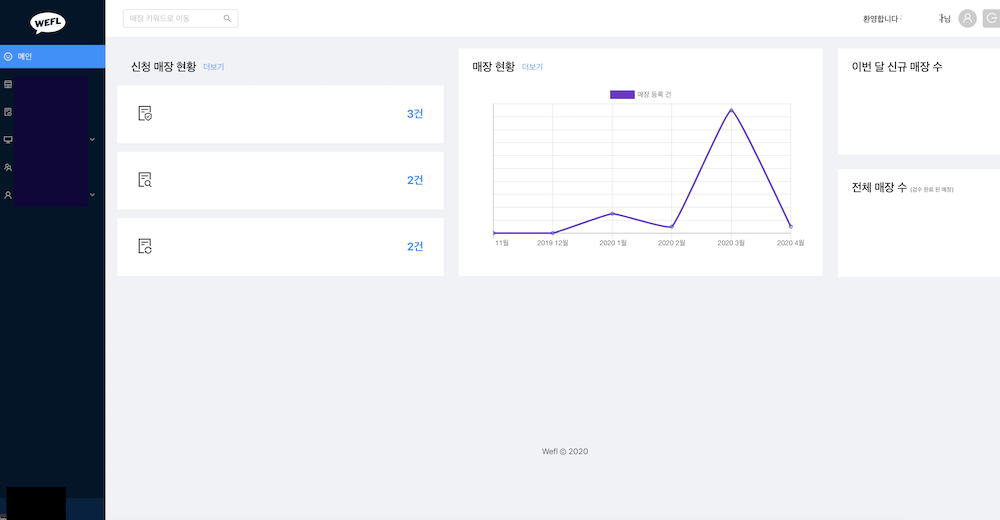 WEFL
매장 키워드로 이동
환영합니다
님
메인
신청 매장 현황 더보기
3건
2건
2건
매장 현황 더보기
매장 등록 건
11월 2019 12월 2020 1월 2020 2월 2020 3월 2020 4월
이번 달 신규 매장 수
전체 매장 수 (검수 완료 된 매장)
Wefl © 2020